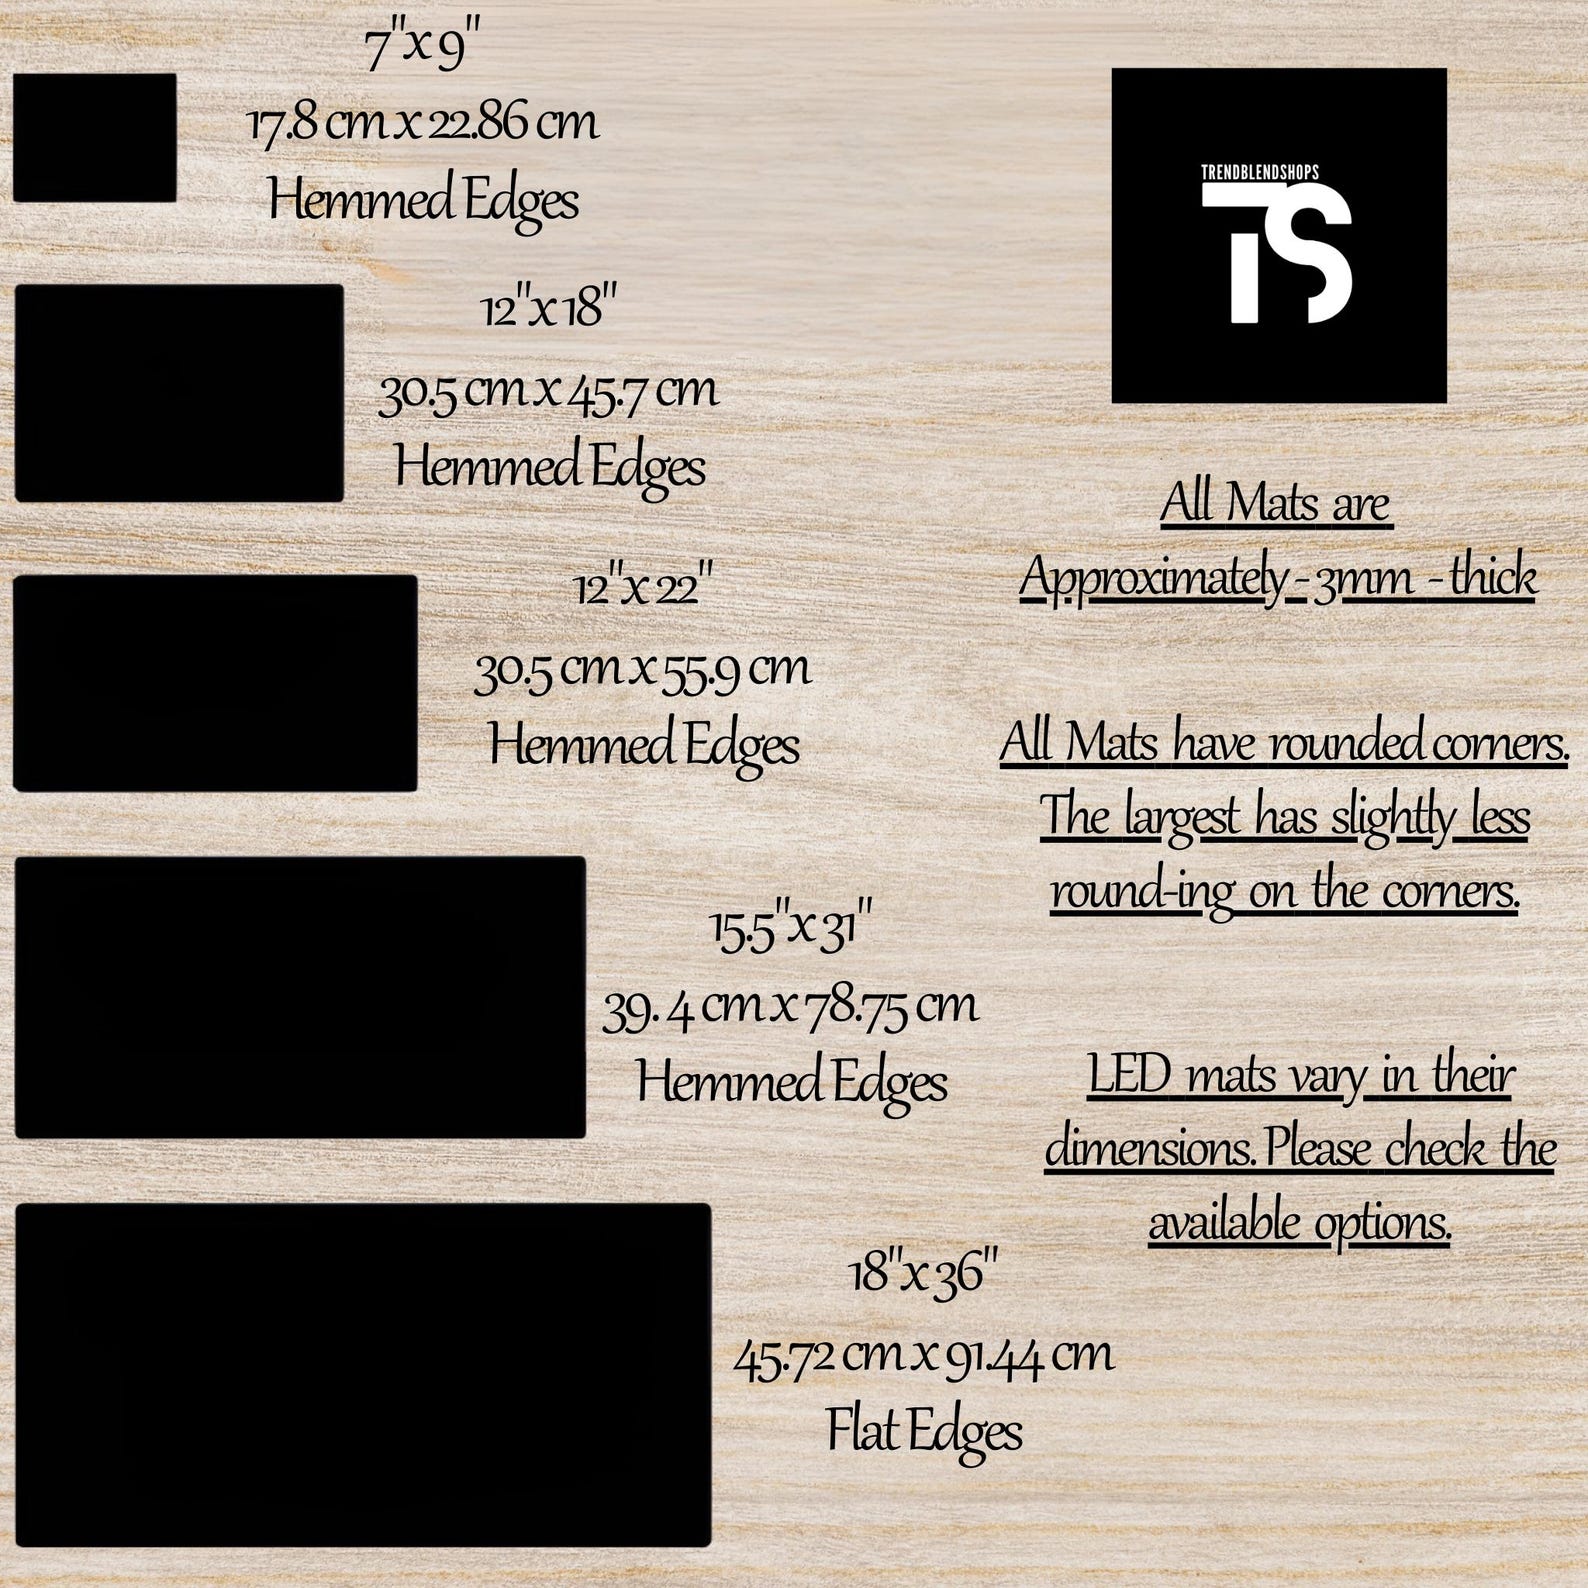 7"x 9"
17.8 cm x 22.86 cm
Hemmed Edges
12"x 18"
30.5 cm x 45.7 cm
Hemmed Edges
12"x 22"
30.5 cm x 55.9 cm
Hemmed Edges
15.5"x 31"
39. 4 cm x 78.75 cm
Hemmed Edges
18"x 36"
45.72 cm x 91.44 cm
Flat Edges
TRENDBLENDSHOPS
TS
All Mats are
Approximately - 3mm - thick
All Mats have rounded corners.
The largest has slightly less
round-ing on the corners.
LED mats vary in their
dimensions. Please check the
available options.